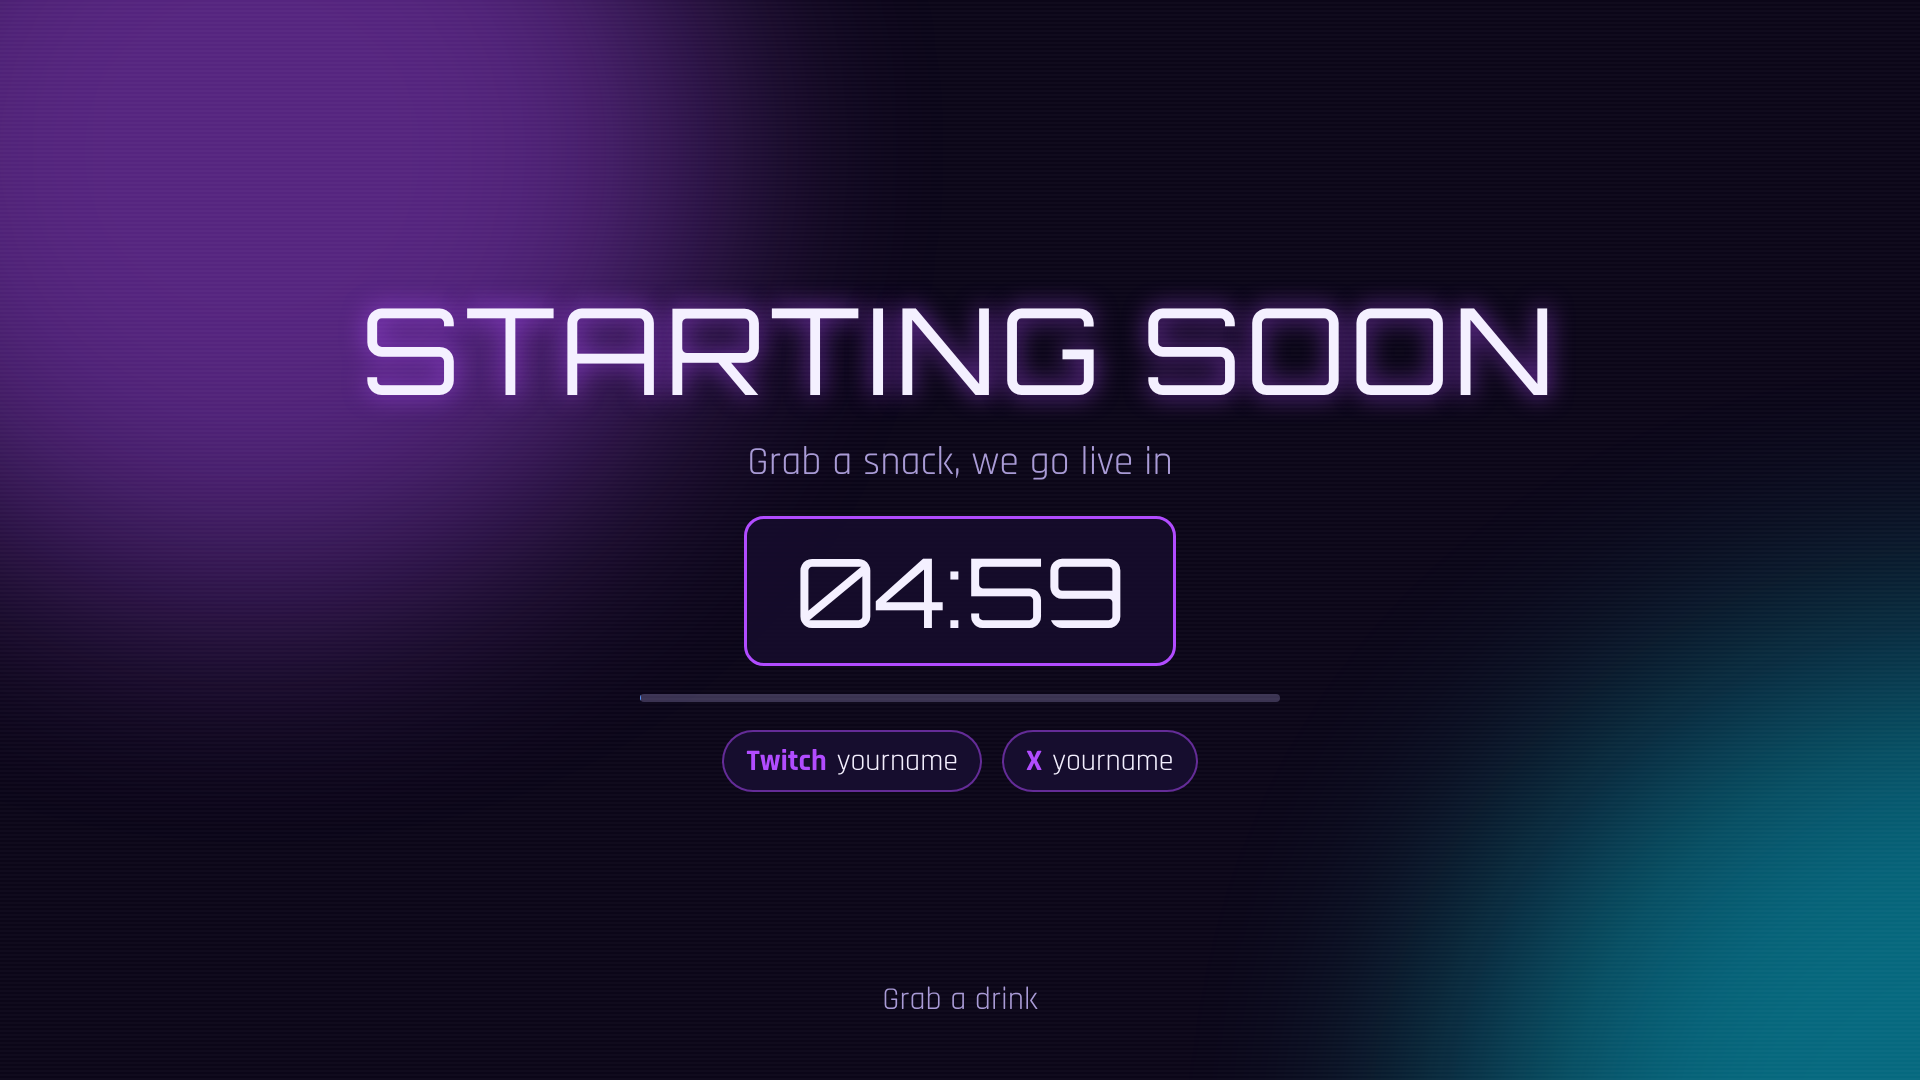 STARTING SOON
Grab a snack, we go live in
04:59
Twitch yourname X yourname
Grab a drink